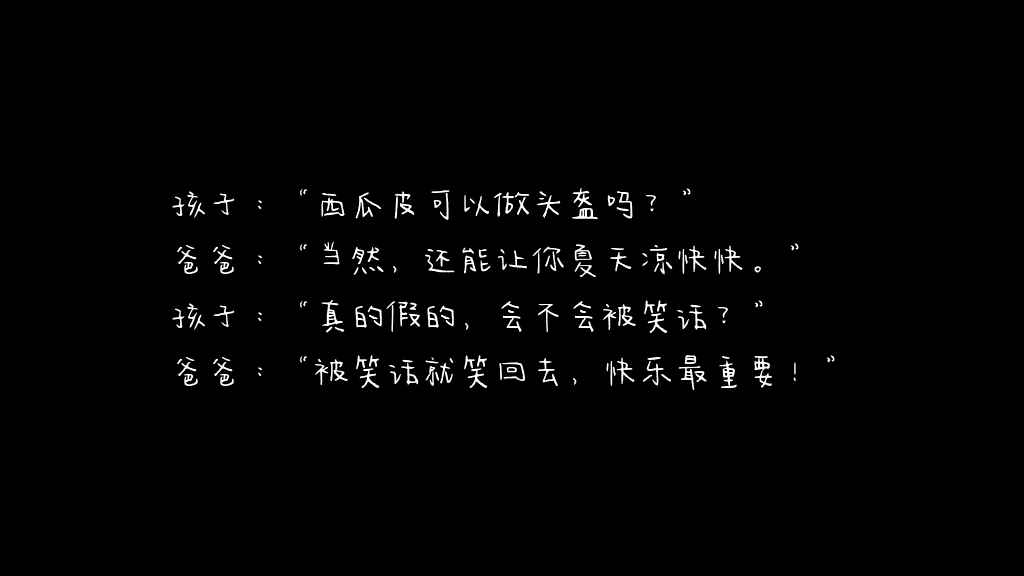 孩子：“西瓜皮可以做头盔吗？”
爸爸：“当然，还能让你夏天凉快快。”
孩子：“真的假的，会不会被笑话？”
爸爸：“被笑话就笑回去，快乐最重要！”